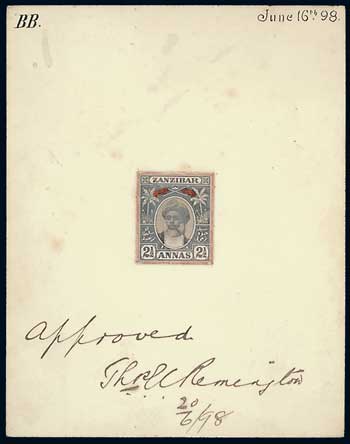 BB.
June 16th 98.
ZANZIBAR
2½ ANNAS 2½
Approved
Remington
20/6/98